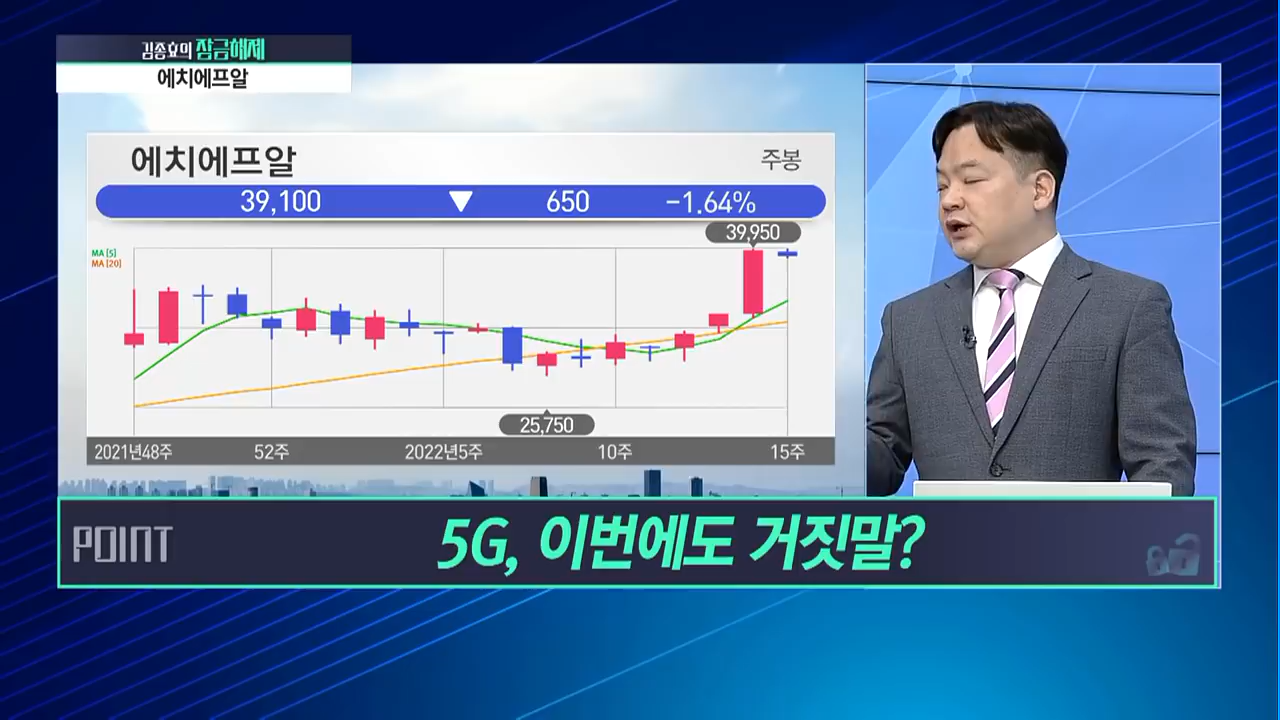 김종효의 잠금해제
에치에프알
에치에프알
주봉
39,100 ▼ 650 -1.64%
39,950
MA [5]
MA [20]
25,750
2021년48주 52주 2022년5주 10주 15주
POINT
5G, 이번에도 거짓말?